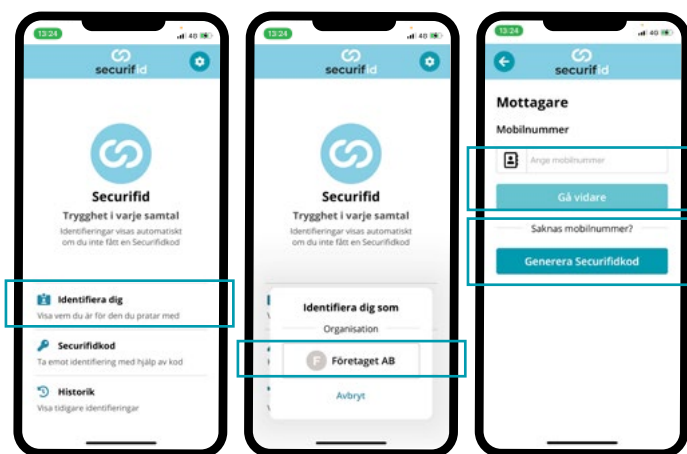 13:24
4G
securifid
Securifid
Trygghet i varje samtal
Identifieringar visas automatiskt
om du inte fått en Securifidkod
Identifiera dig
Visa vem du är för den du pratar med
Securifidkod
Ta emot identifiering med hjälp av kod
Historik
Visa tidigare identifieringar
13:24
4G
securifid
Securifid
Trygghet i varje samtal
Identifieringar visas automatiskt
om du inte fått en Securifidkod
Identifiera dig som
Organisation
F Företaget AB
Avbryt
13:24
4G
securifid
Mottagare
Mobilnummer
Ange mobilnummer
Gå vidare
Saknas mobilnummer?
Generera Securifidkod